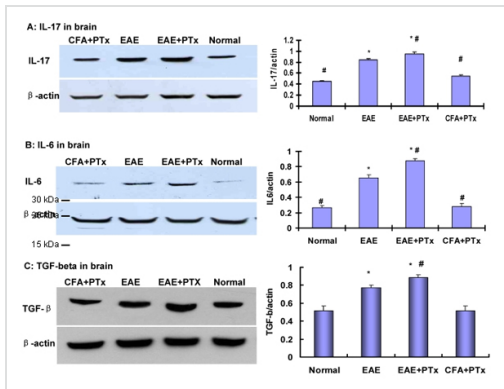 A: IL-17 in brain
CFA+PTx EAE EAE+PTx Normal
IL-17
β-actin
IL-17/actin
1.2
1
0.8
0.6
0.4
0.2
0
# * * # #
Normal EAE EAE+PTx CFA+PTx
B: IL-6 in brain
CFA+PTx EAE EAE+PTx Normal
IL-6
30 kDa
β-actin
15 kDa
IL6/actin
1
0.8
0.6
0.4
0.2
0
# * * # #
Normal EAE EAE+PTx CFA+PTx
C: TGF-beta in brain
CFA+PTx EAE EAE+PTX Normal
TGF-β
β-actin
TGF-b/actin
1
0.8
0.6
0.4
0.2
0
* * #
Normal EAE EAE+PTx CFA+PTx